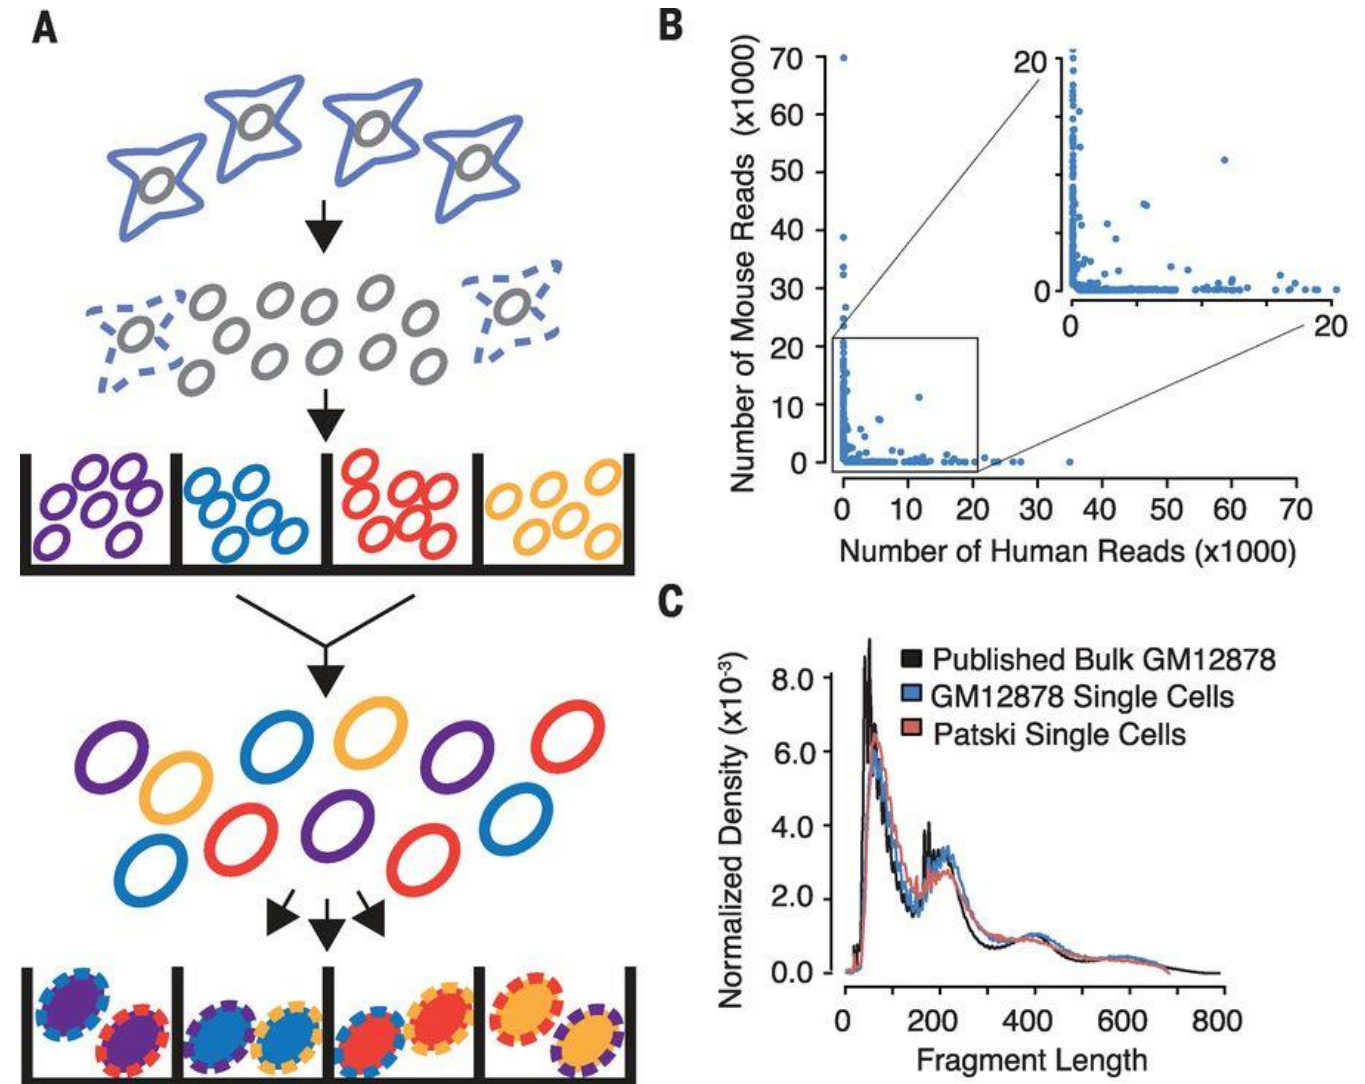 A
B
Number of Mouse Reads (x1000)
70
60
50
40
30
20
10
0
0 10 20 30 40 50 60 70
Number of Human Reads (x1000)
20
0
0 20
C
Normalized Density (x10-3)
8.0
6.0
4.0
2.0
0.0
Published Bulk GM12878
GM12878 Single Cells
Patski Single Cells
0 200 400 600 800
Fragment Length